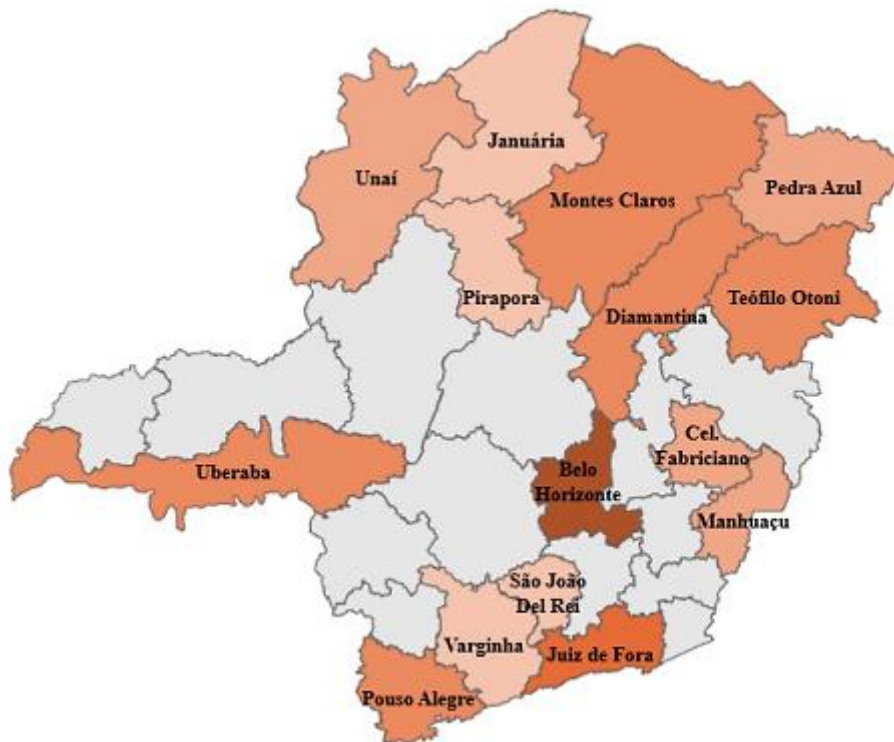 Januária
Unaí
Pedra Azul
Montes Claros
Pirapora
Teófilo Otoni
Diamantina
Cel.
Fabriciano
Uberaba
Belo
Horizonte
Manhuaçu
São João
Del Rei
Varginha
Juiz de Fora
Pouso Alegre